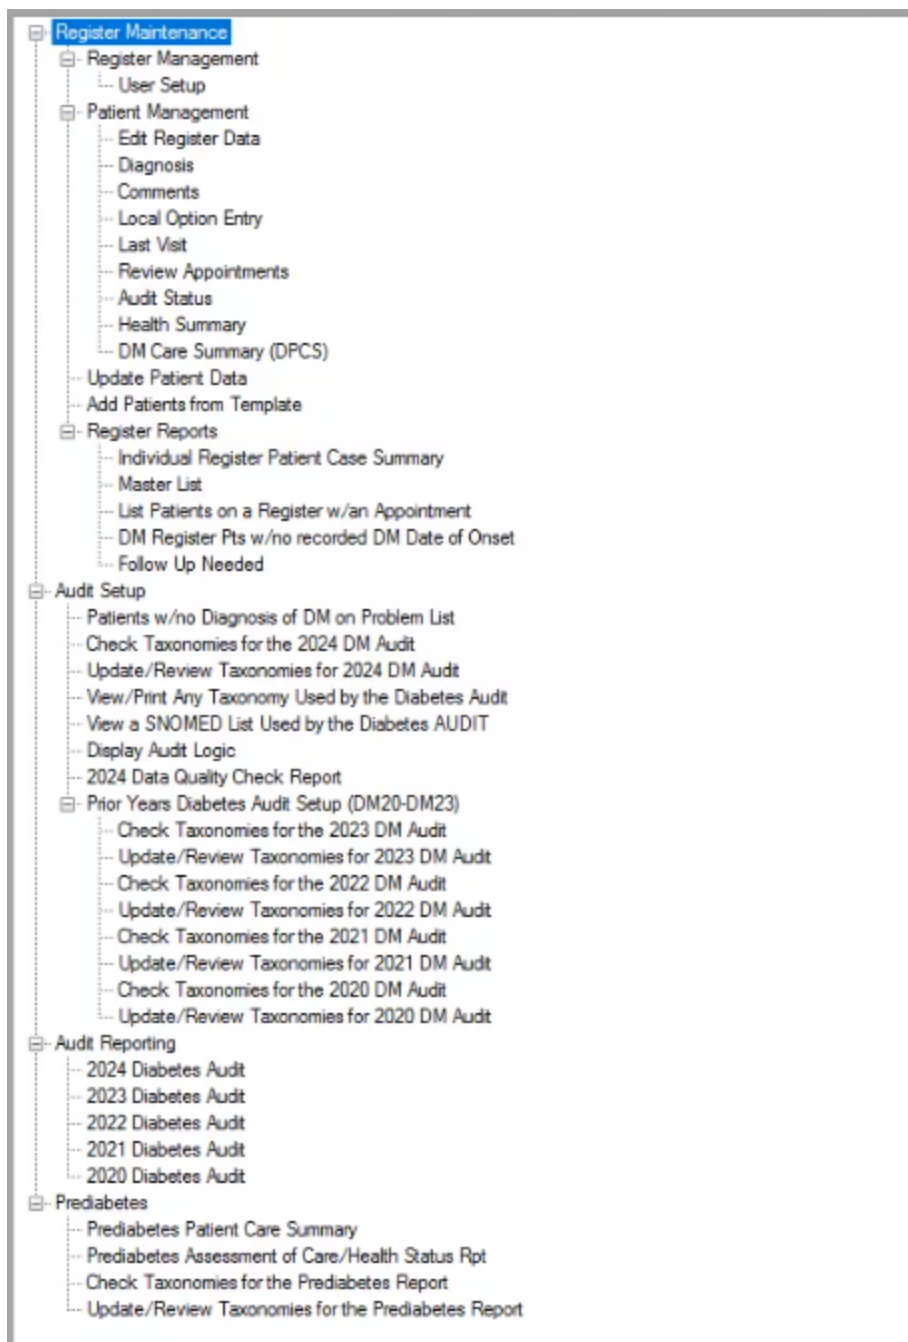 Register Maintenance
Register Management
User Setup
Patient Management
Edit Register Data
Diagnosis
Comments
Local Option Entry
Last Visit
Review Appointments
Audit Status
Health Summary
DM Care Summary (DPCS)
Update Patient Data
Add Patients from Template
Register Reports
Individual Register Patient Case Summary
Master List
List Patients on a Register w/an Appointment
DM Register Pts w/no recorded DM Date of Onset
Follow Up Needed
Audit Setup
Patients w/no Diagnosis of DM on Problem List
Check Taxonomies for the 2024 DM Audit
Update/Review Taxonomies for 2024 DM Audit
View/Print Any Taxonomy Used by the Diabetes Audit
View a SNOMED List Used by the Diabetes AUDIT
Display Audit Logic
2024 Data Quality Check Report
Prior Years Diabetes Audit Setup (DM20-DM23)
Check Taxonomies for the 2023 DM Audit
Update/Review Taxonomies for 2023 DM Audit
Check Taxonomies for the 2022 DM Audit
Update/Review Taxonomies for 2022 DM Audit
Check Taxonomies for the 2021 DM Audit
Update/Review Taxonomies for 2021 DM Audit
Check Taxonomies for the 2020 DM Audit
Update/Review Taxonomies for 2020 DM Audit
Audit Reporting
2024 Diabetes Audit
2023 Diabetes Audit
2022 Diabetes Audit
2021 Diabetes Audit
2020 Diabetes Audit
Prediabetes
Prediabetes Patient Care Summary
Prediabetes Assessment of Care/Health Status Rpt
Check Taxonomies for the Prediabetes Report
Update/Review Taxonomies for the Prediabetes Report